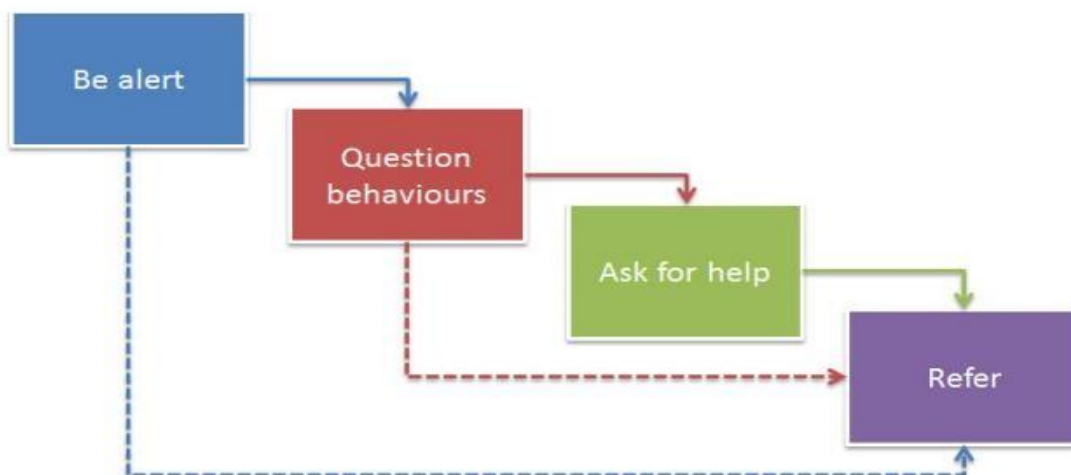 Be alert
Question
behaviours
Ask for help
Refer